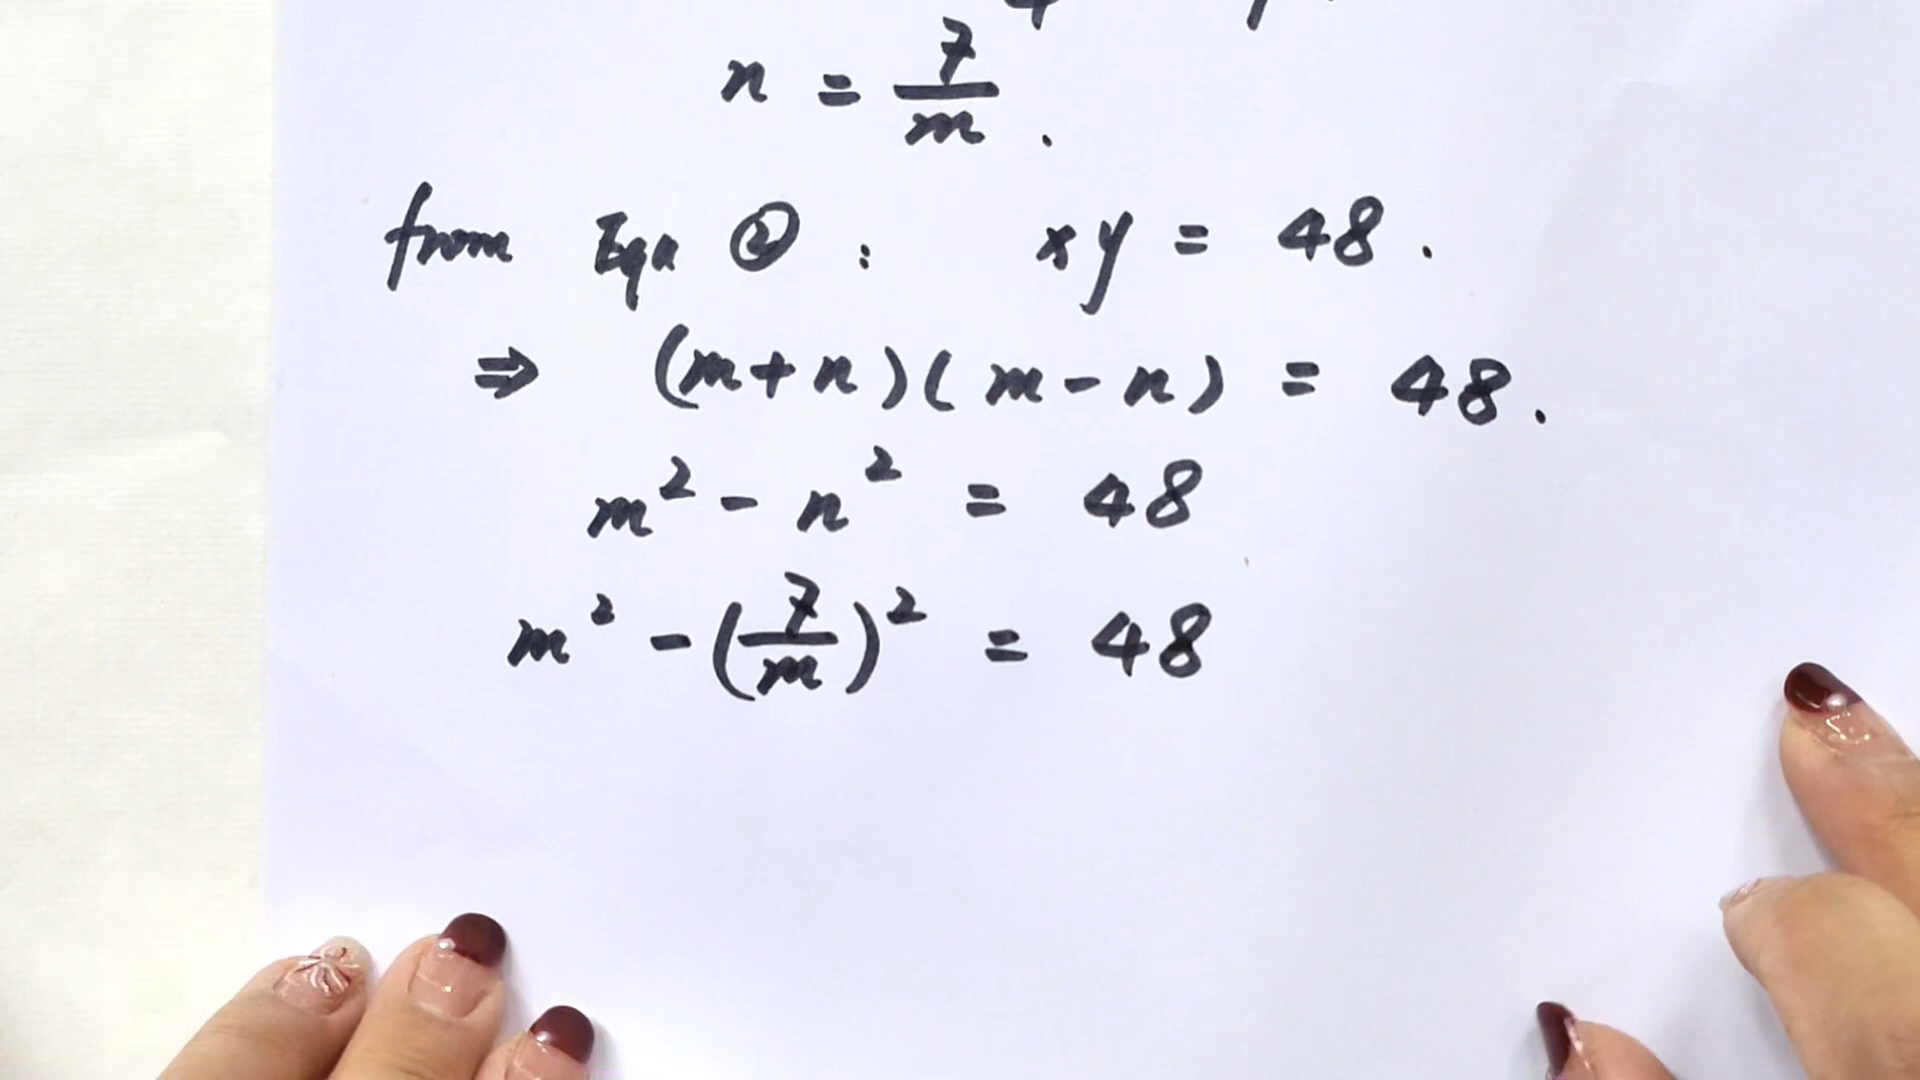 n = 7/m .
from Eqn ② : xy = 48 .
⇒ (m+n)(m-n) = 48 .
m² - n² = 48
m² - (7/m)² = 48